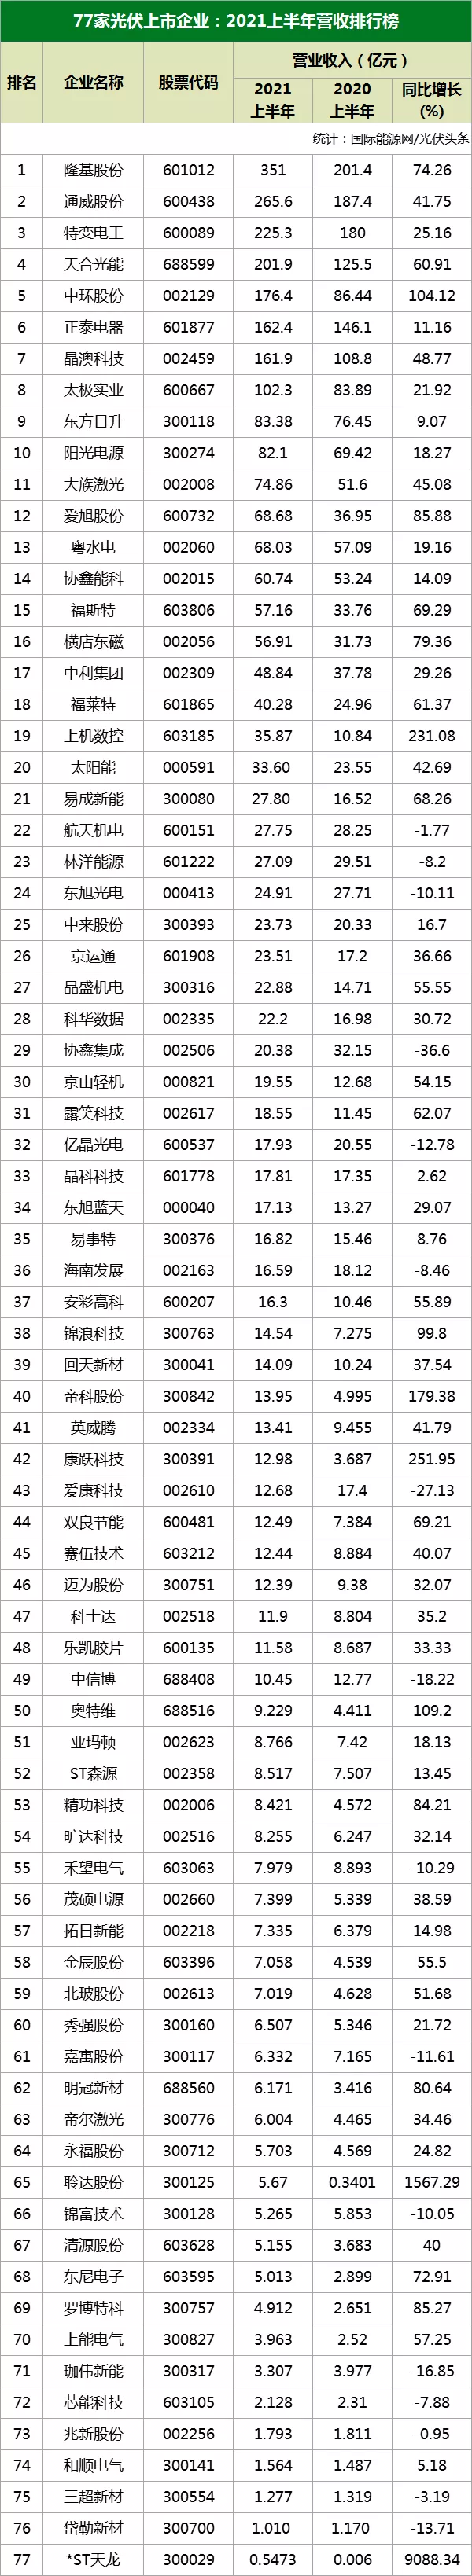 77家光伏上市企业：2021上半年营收排行榜
排名 企业名称 股票代码 营业收入（亿元）
2021上半年 2020上半年 同比增长(%)
统计：国际能源网/光伏头条
1 隆基股份 601012 351 201.4 74.26
2 通威股份 600438 265.6 187.4 41.75
3 特变电工 600089 225.3 180 25.16
4 天合光能 688599 201.9 125.5 60.91
5 中环股份 002129 176.4 86.44 104.12
6 正泰电器 601877 162.4 146.1 11.16
7 晶澳科技 002459 161.9 108.8 48.77
8 太极实业 600667 102.3 83.89 21.92
9 东方日升 300118 83.38 76.45 9.07
10 阳光电源 300274 82.1 69.42 18.27
11 大族激光 002008 74.86 51.6 45.08
12 爱旭股份 600732 68.68 36.95 85.88
13 粤水电 002060 68.03 57.09 19.16
14 协鑫能科 002015 60.74 53.24 14.09
15 福斯特 603806 57.16 33.76 69.29
16 横店东磁 002056 56.91 31.73 79.36
17 中利集团 002309 48.84 37.78 29.26
18 福莱特 601865 40.28 24.96 61.37
19 上机数控 603185 35.87 10.84 231.08
20 太阳能 000591 33.60 23.55 42.69
21 易成新能 300080 27.80 16.52 68.26
22 航天机电 600151 27.75 28.25 -1.77
23 林洋能源 601222 27.09 29.51 -8.2
24 东旭光电 000413 24.91 27.71 -10.11
25 中来股份 300393 23.73 20.33 16.7
26 京运通 601908 23.51 17.2 36.66
27 晶盛机电 300316 22.88 14.71 55.55
28 科华数据 002335 22.2 16.98 30.72
29 协鑫集成 002506 20.38 32.15 -36.6
30 京山轻机 000821 19.55 12.68 54.15
31 露笑科技 002617 18.55 11.45 62.07
32 亿晶光电 600537 17.93 20.55 -12.78
33 晶科科技 601778 17.81 17.35 2.62
34 东旭蓝天 000040 17.13 13.27 29.07
35 易事特 300376 16.82 15.46 8.76
36 海南发展 002163 16.59 18.12 -8.46
37 安彩高科 600207 16.3 10.46 55.89
38 锦浪科技 300763 14.54 7.275 99.8
39 回天新材 300041 14.09 10.24 37.54
40 帝科股份 300842 13.95 4.995 179.38
41 英威腾 002334 13.41 9.455 41.79
42 康跃科技 300391 12.98 3.687 251.95
43 爱康科技 002610 12.68 17.4 -27.13
44 双良节能 600481 12.49 7.384 69.21
45 赛伍技术 603212 12.44 8.884 40.07
46 迈为股份 300751 12.39 9.38 32.07
47 科士达 002518 11.9 8.804 35.2
48 乐凯胶片 600135 11.58 8.687 33.33
49 中信博 688408 10.45 12.77 -18.22
50 奥特维 688516 9.229 4.411 109.2
51 亚玛顿 002623 8.766 7.42 18.13
52 ST森源 002358 8.517 7.507 13.45
53 精功科技 002006 8.421 4.572 84.21
54 旷达科技 002516 8.255 6.247 32.14
55 禾望电气 603063 7.979 8.893 -10.29
56 茂硕电源 002660 7.399 5.339 38.59
57 拓日新能 002218 7.335 6.379 14.98
58 金辰股份 603396 7.058 4.539 55.5
59 北玻股份 002613 7.019 4.628 51.68
60 秀强股份 300160 6.507 5.346 21.72
61 嘉寓股份 300117 6.332 7.165 -11.61
62 明冠新材 688560 6.171 3.416 80.64
63 帝尔激光 300776 6.004 4.465 34.46
64 永福股份 300712 5.703 4.569 24.82
65 聆达股份 300125 5.67 0.3401 1567.29
66 锦富技术 300128 5.265 5.853 -10.05
67 清源股份 603628 5.155 3.683 40
68 东尼电子 603595 5.013 2.899 72.91
69 罗博特科 300757 4.912 2.651 85.27
70 上能电气 300827 3.963 2.52 57.25
71 珈伟新能 300317 3.307 3.977 -16.85
72 芯能科技 603105 2.128 2.31 -7.88
73 兆新股份 002256 1.793 1.811 -0.95
74 和顺电气 300141 1.564 1.487 5.18
75 三超新材 300554 1.277 1.319 -3.19
76 岱勒新材 300700 1.010 1.170 -13.71
77 *ST天龙 300029 0.5473 0.006 9088.34